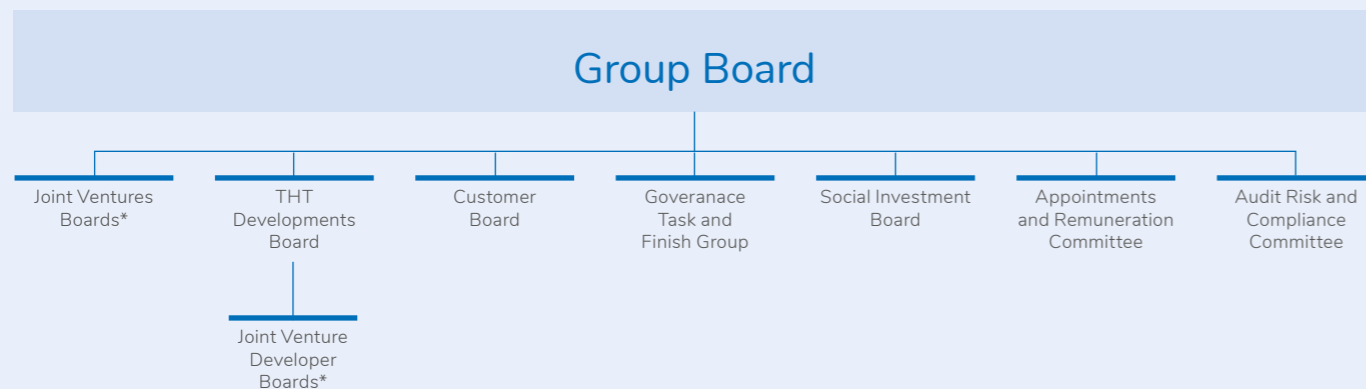 Group Board
Joint Ventures
Boards*
THT
Developments
Board
Customer
Board
Goveranace
Task and
Finish Group
Social Investment
Board
Appointments
and Remuneration
Committee
Audit Risk and
Compliance
Committee
Joint Venture
Developer
Boards*